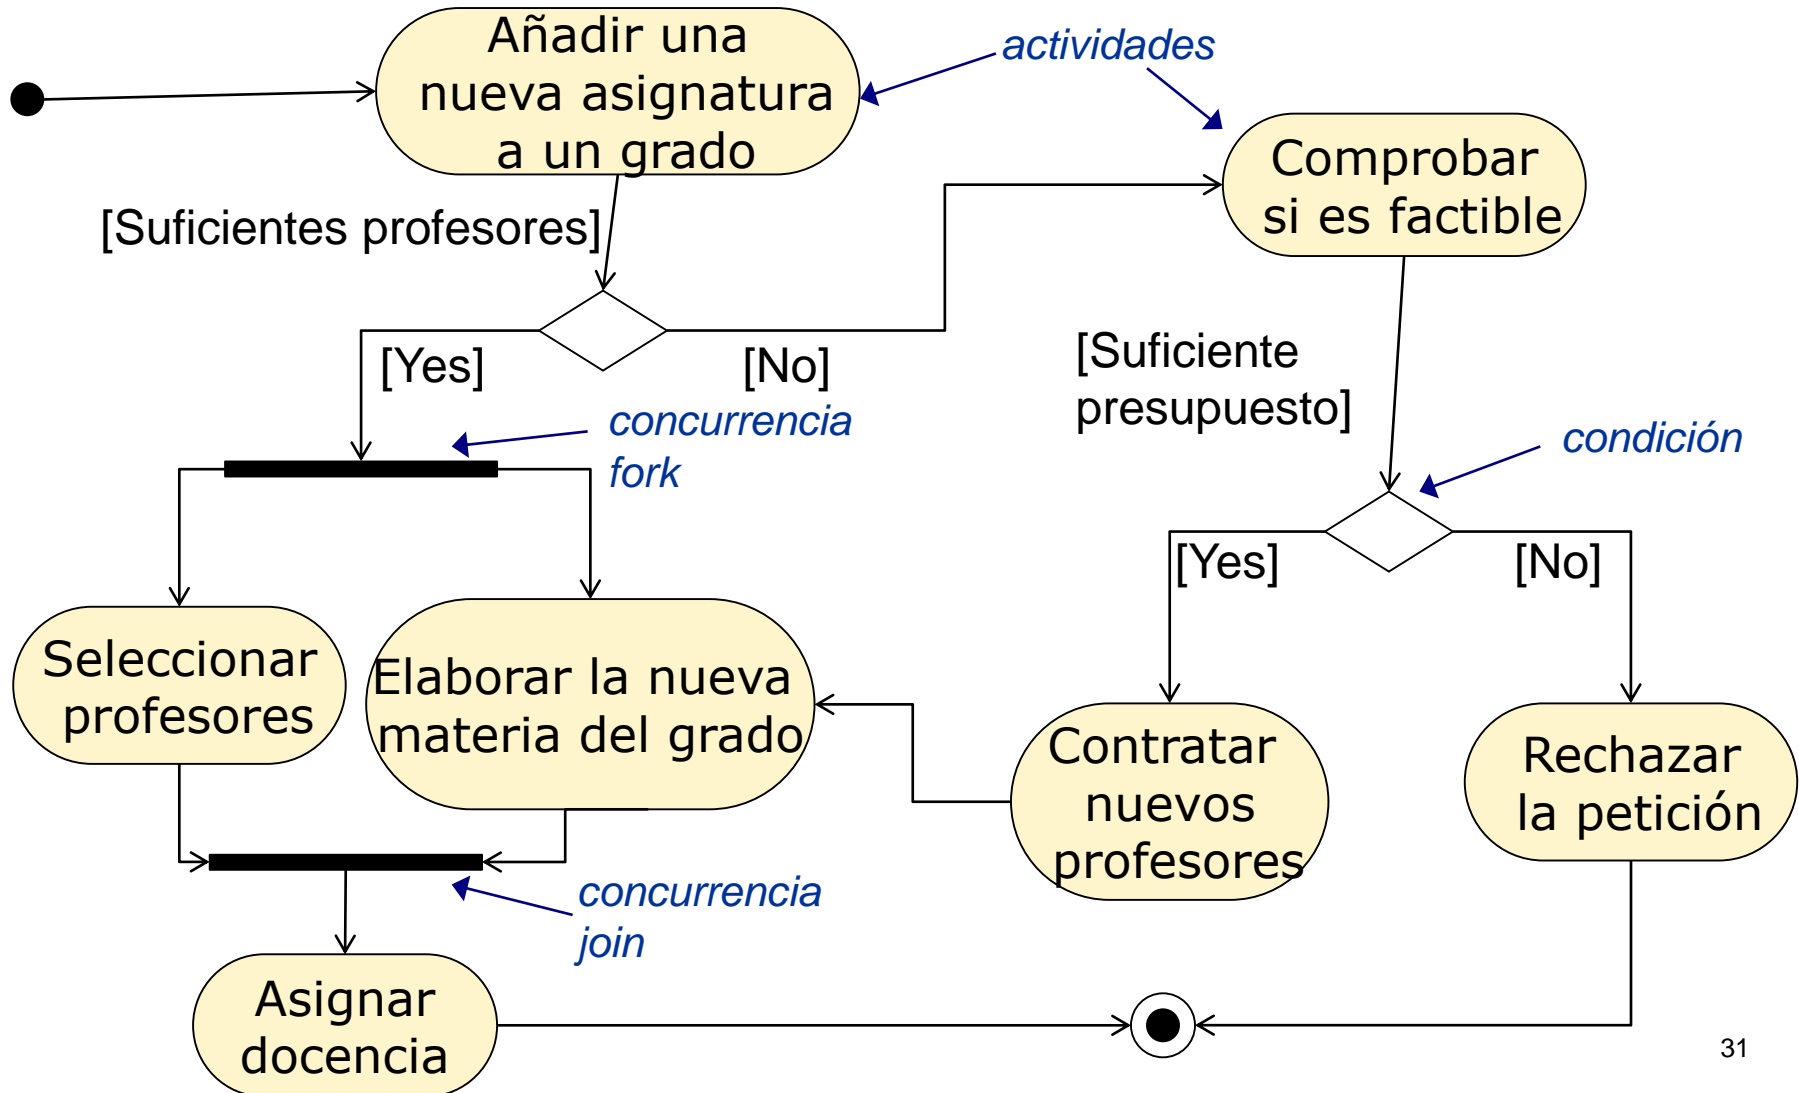 Añadir una
nueva asignatura
a un grado
actividades
Comprobar
si es factible
[Suficientes profesores]
[Yes]
[No]
[Suficiente
presupuesto]
concurrencia
fork
condición
[Yes]
[No]
Seleccionar
profesores
Elaborar la nueva
materia del grado
Contratar
nuevos
profesores
Rechazar
la petición
concurrencia
join
Asignar
docencia
31